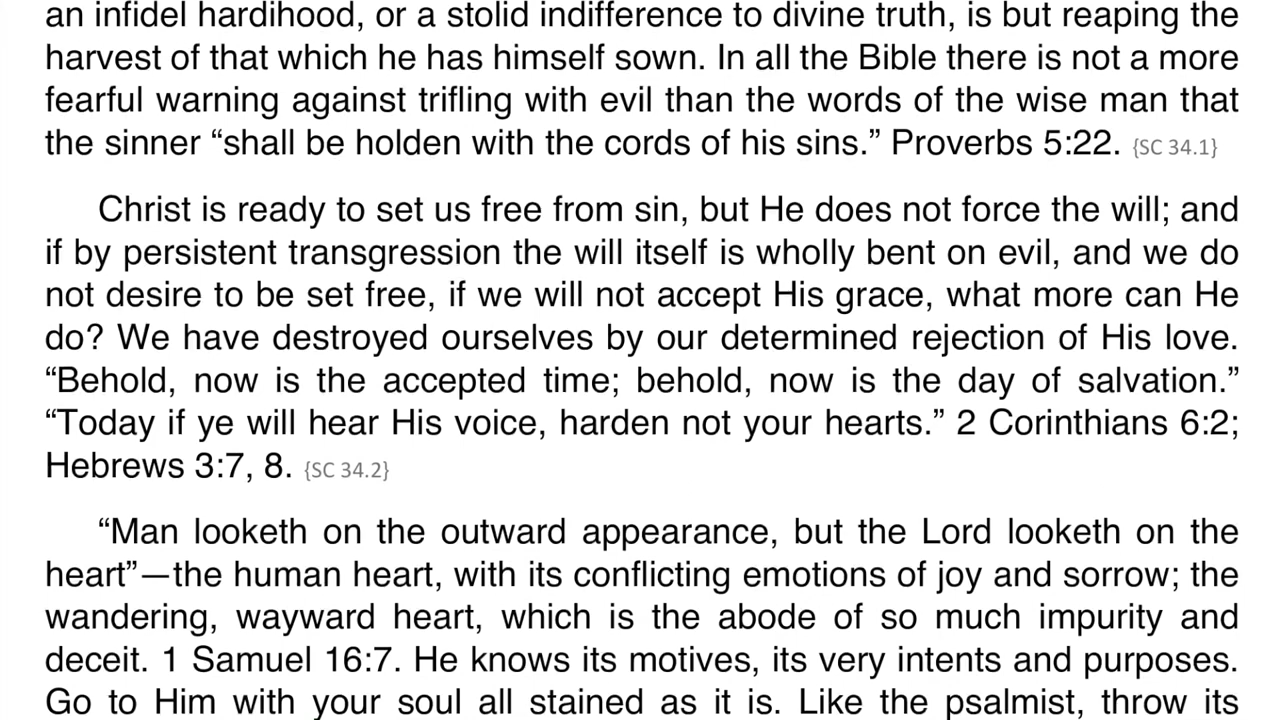 an infidel hardihood, or a stolid indifference to divine truth, is but reaping the
harvest of that which he has himself sown. In all the Bible there is not a more
fearful warning against trifling with evil than the words of the wise man that
the sinner “shall be holden with the cords of his sins.” Proverbs 5:22. {SC 34.1}
Christ is ready to set us free from sin, but He does not force the will; and
if by persistent transgression the will itself is wholly bent on evil, and we do
not desire to be set free, if we will not accept His grace, what more can He
do? We have destroyed ourselves by our determined rejection of His love.
“Behold, now is the accepted time; behold, now is the day of salvation.”
“Today if ye will hear His voice, harden not your hearts.” 2 Corinthians 6:2;
Hebrews 3:7, 8. {SC 34.2}
“Man looketh on the outward appearance, but the Lord looketh on the
heart”—the human heart, with its conflicting emotions of joy and sorrow; the
wandering, wayward heart, which is the abode of so much impurity and
deceit. 1 Samuel 16:7. He knows its motives, its very intents and purposes.
Go to Him with your soul all stained as it is. Like the psalmist, throw its